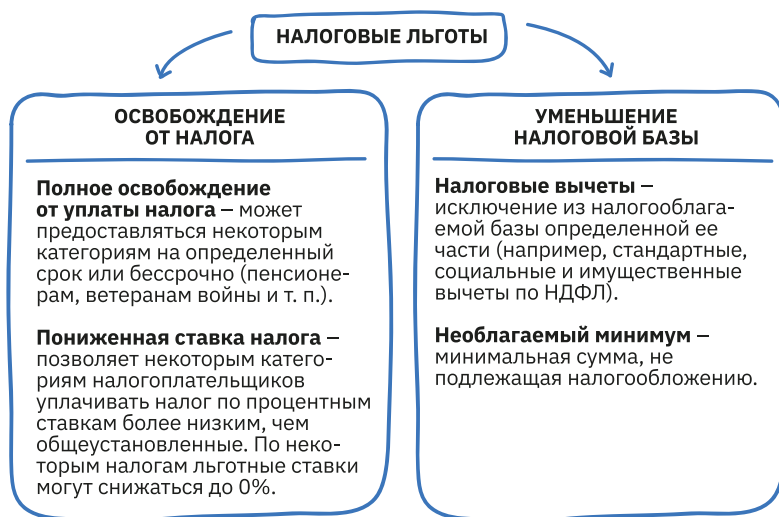 НАЛОГОВЫЕ ЛЬГОТЫ
ОСВОБОЖДЕНИЕ
ОТ НАЛОГА
Полное освобождение
от уплаты налога – может
предоставляться некоторым
категориям на определенный
срок или бессрочно (пенсионе-
рам, ветеранам войны и т. п.).
Пониженная ставка налога –
позволяет некоторым катего-
риям налогоплательщиков
уплачивать налог по процентным
ставкам более низким, чем
общеустановленные. По неко-
торым налогам льготные ставки
могут снижаться до 0%.
УМЕНЬШЕНИЕ
НАЛОГОВОЙ БАЗЫ
Налоговые вычеты –
исключение из налогооблага-
емой базы определенной ее
части (например, стандартные,
социальные и имущественные
вычеты по НДФЛ).
Необлагаемый минимум –
минимальная сумма, не
подлежащая налогообложению.